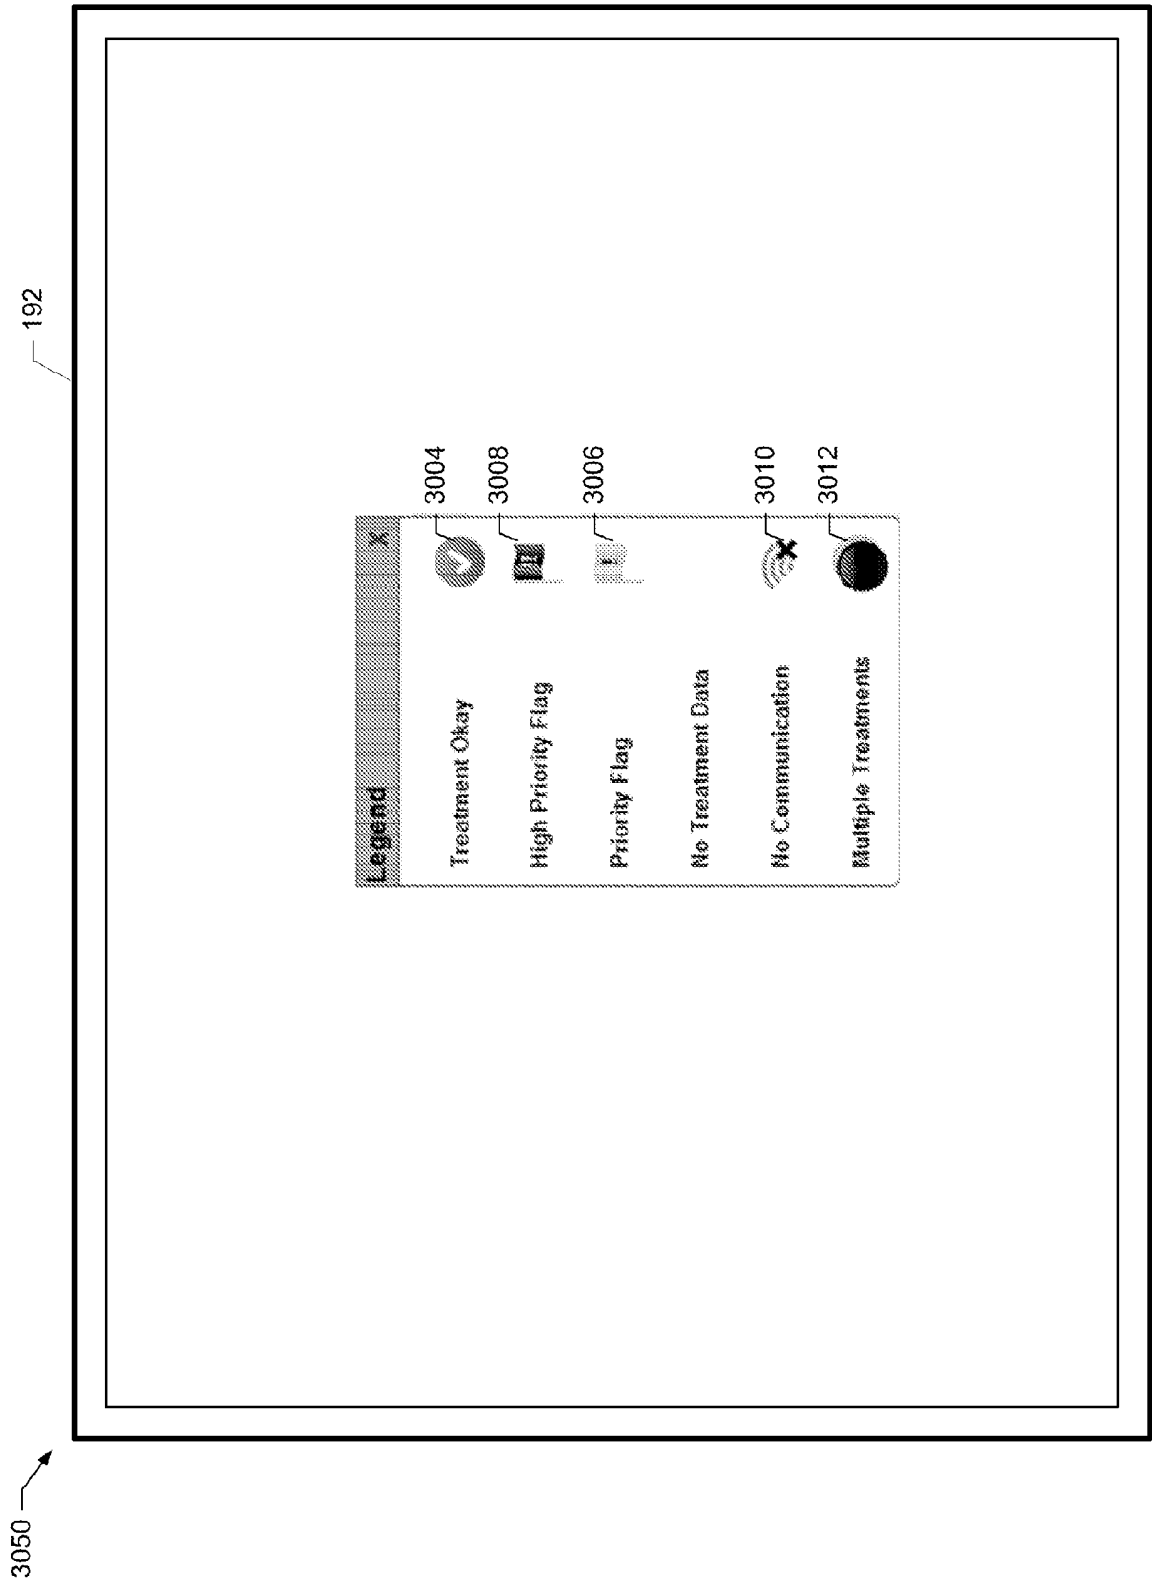 3050
192
Legend X
Treatment Okay 3004
High Priority Flag !! 3008
Priority Flag ! 3006
No Treatment Data
No Communication 3010
Multiple Treatments 3012